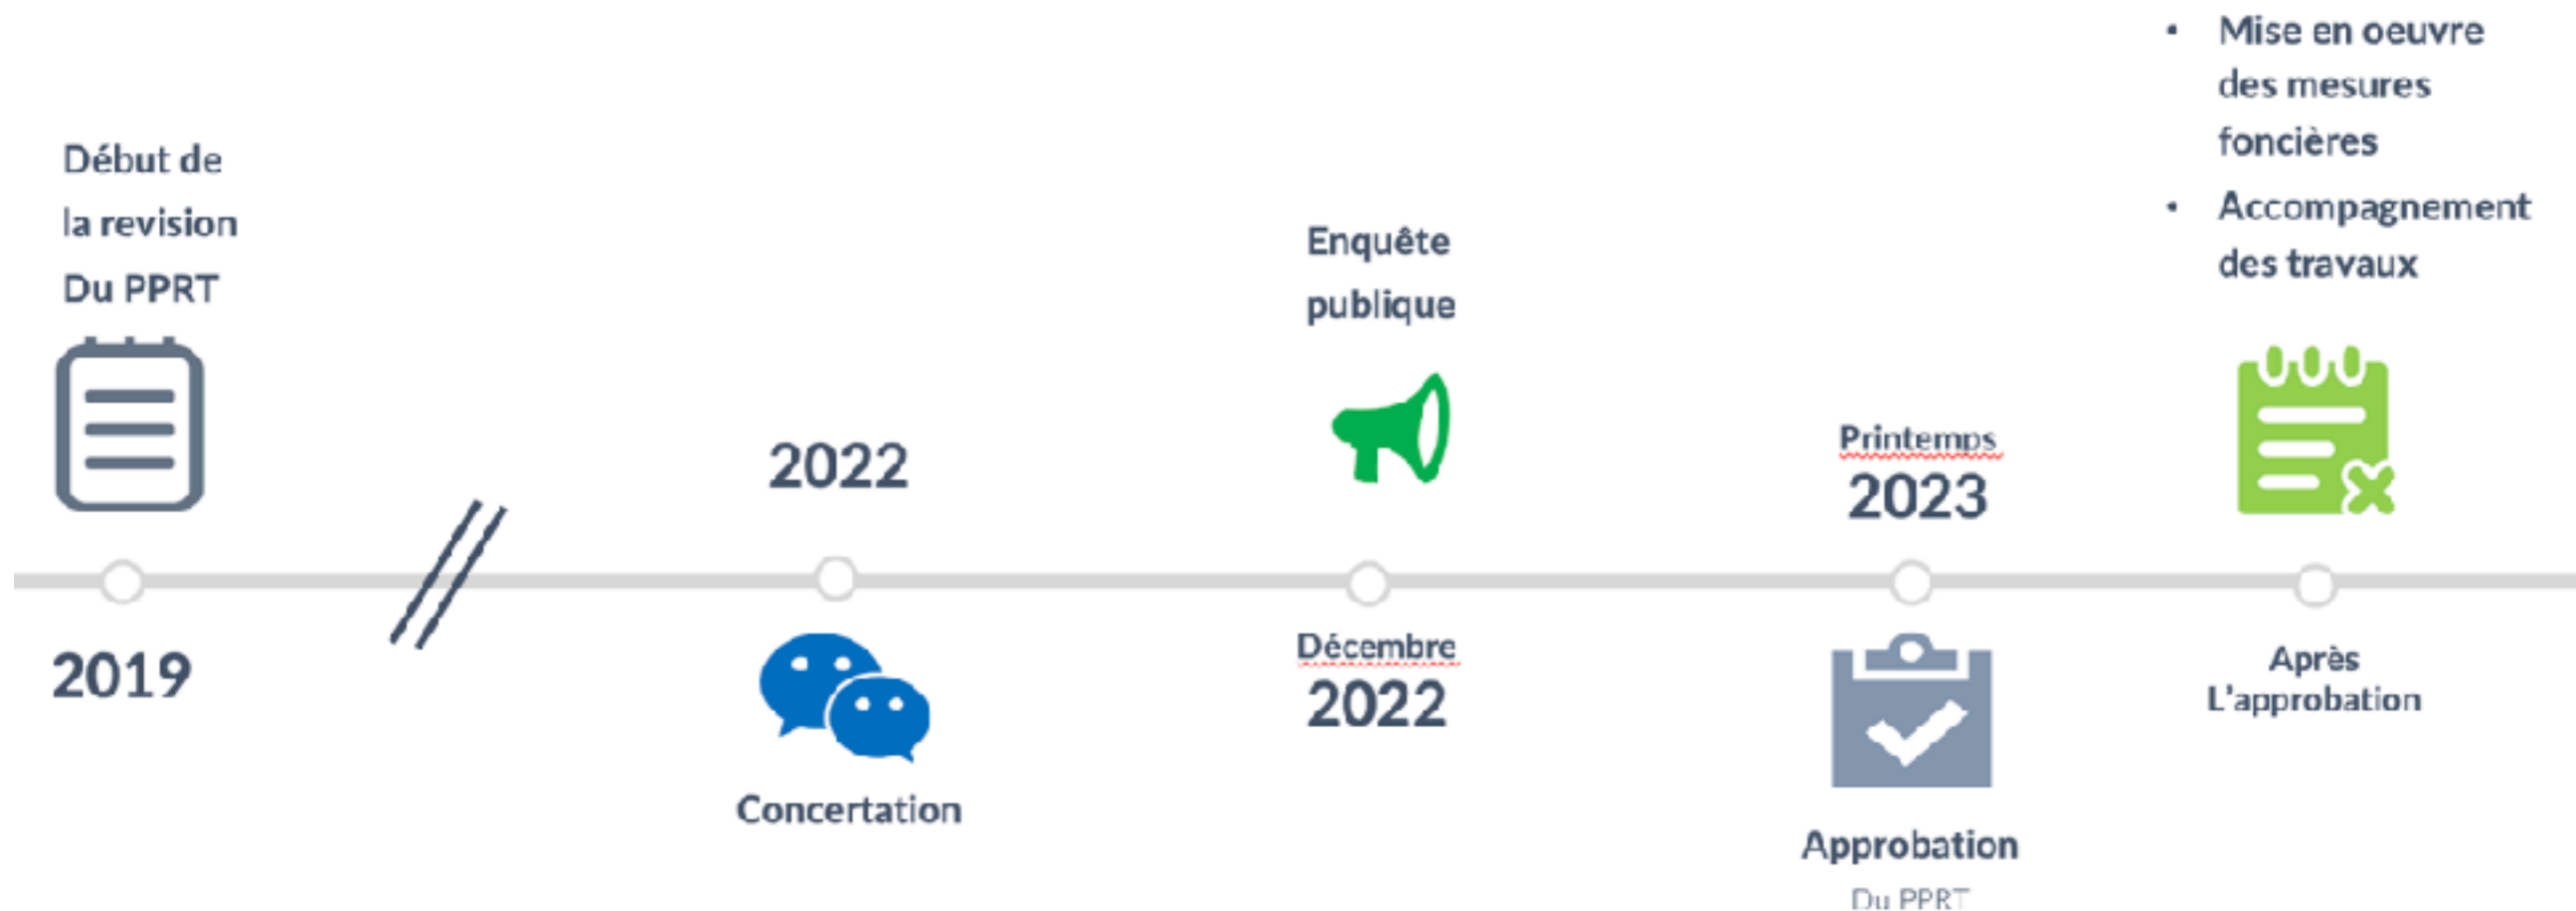 Début de
la revision
Du PPRT
2019
2022
Concertation
Enquête
publique
Décembre
2022
Printemps
2023
Approbation
Du PPRT
• Mise en oeuvre
des mesures
foncières
• Accompagnement
des travaux
Après
L'approbation